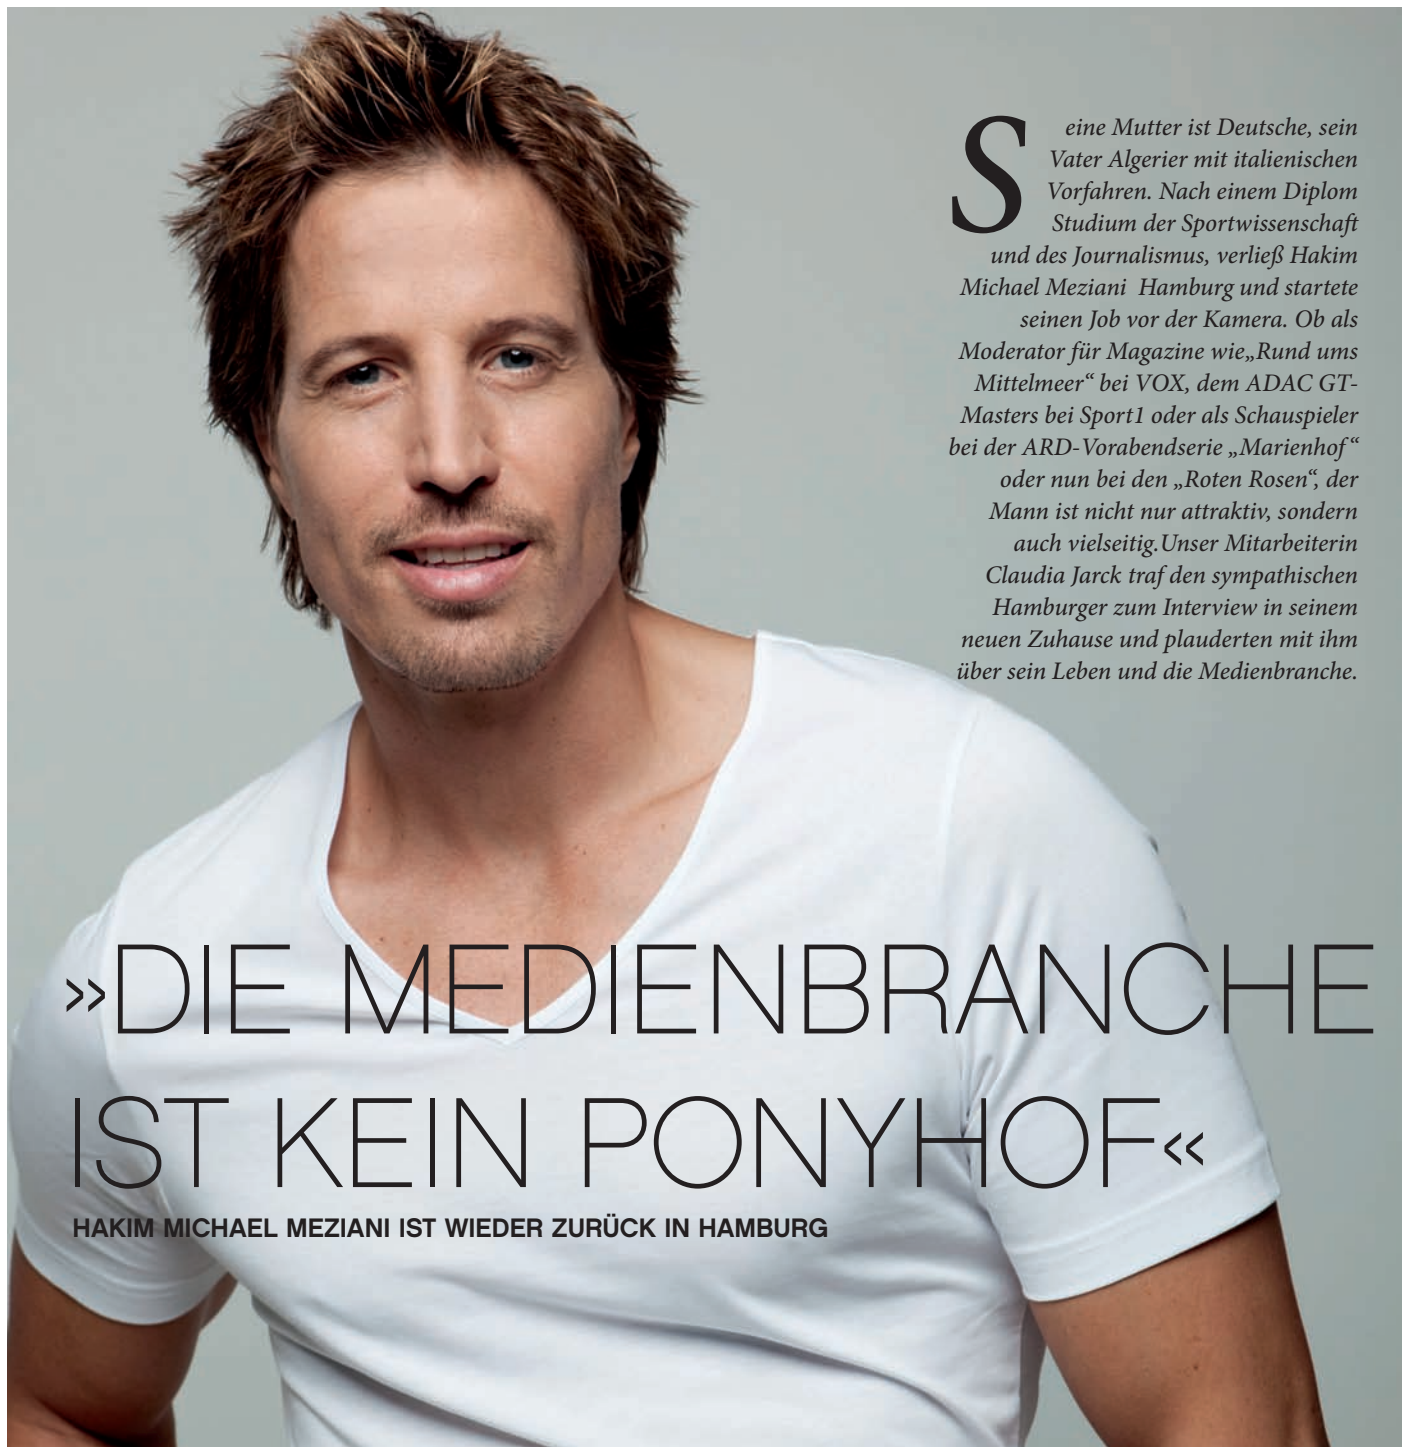 Seine Mutter ist Deutsche, sein
Vater Algerier mit italienischen
Vorfahren. Nach einem Diplom
Studium der Sportwissenschaft
und des Journalismus, verließ Hakim
Michael Meziani  Hamburg und startete
seinen Job vor der Kamera. Ob als
Moderator für Magazine wie„Rund ums
Mittelmeer“ bei VOX, dem ADAC GT-
Masters bei Sport1 oder als Schauspieler
bei der ARD-Vorabendserie „Marienhof“
oder nun bei den „Roten Rosen“, der
Mann ist nicht nur attraktiv, sondern
auch vielseitig.Unser Mitarbeiterin
Claudia Jarck traf den sympathischen
Hamburger zum Interview in seinem
neuen Zuhause und plauderten mit ihm
über sein Leben und die Medienbranche.
»DIE MEDIENBRANCHE
IST KEIN PONYHOF«
HAKIM MICHAEL MEZIANI IST WIEDER ZURÜCK IN HAMBURG